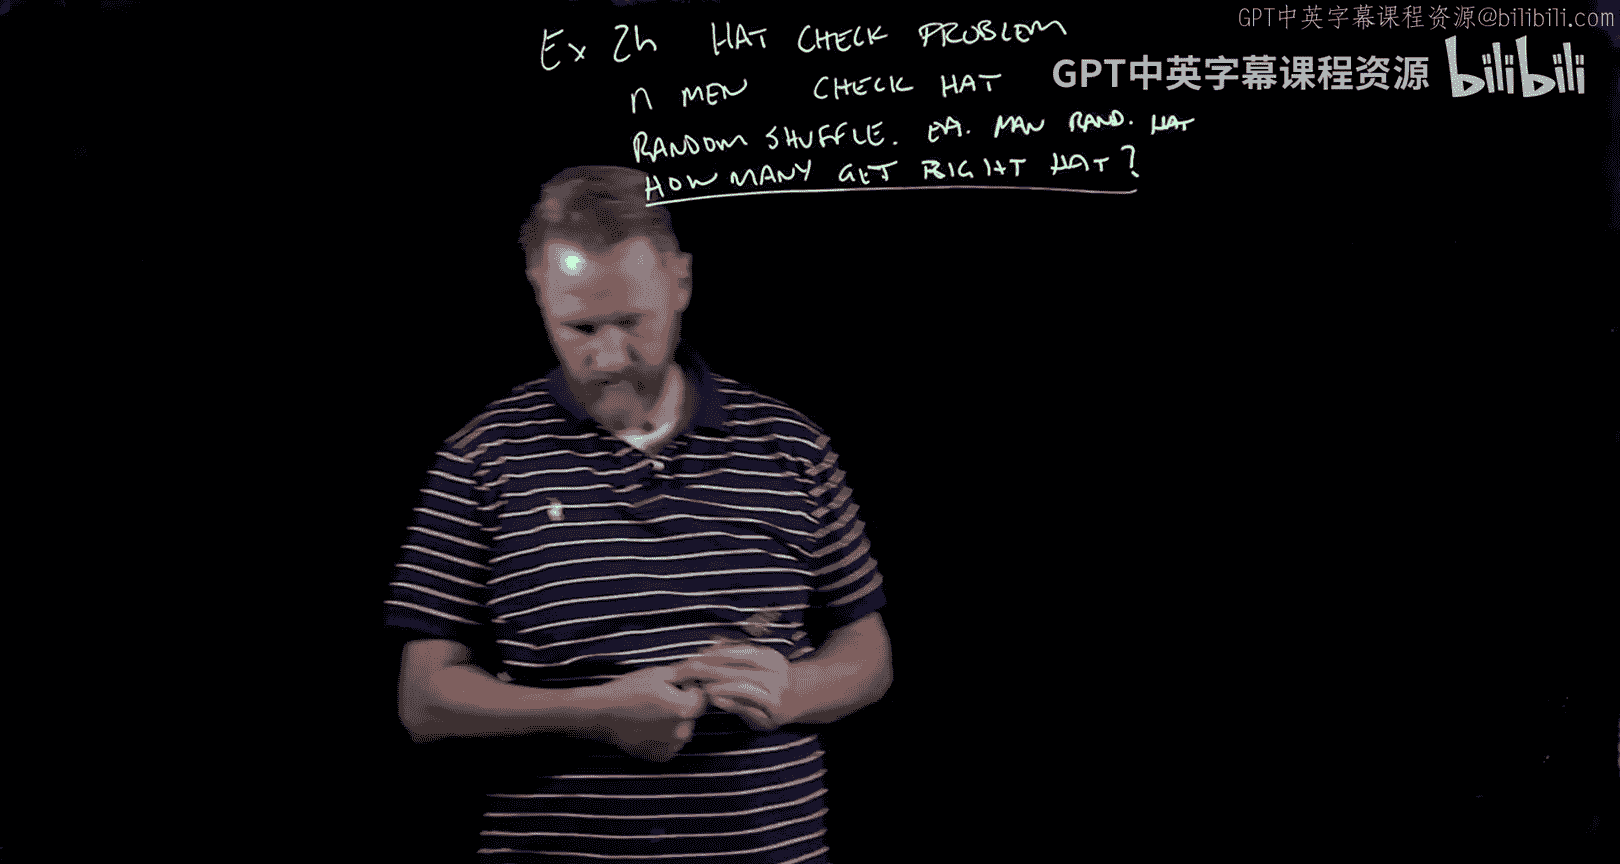 GPT中英字幕课程资源@bilibili.com
GPT中英字幕课程资源 bilibili
Ex 2h HAT CHECK PROBLEM
n MEN CHECK HAT
RANDOM SHUFFLE. EA. MAN RAND. HAT
HOW MANY GET RIGHT HAT?